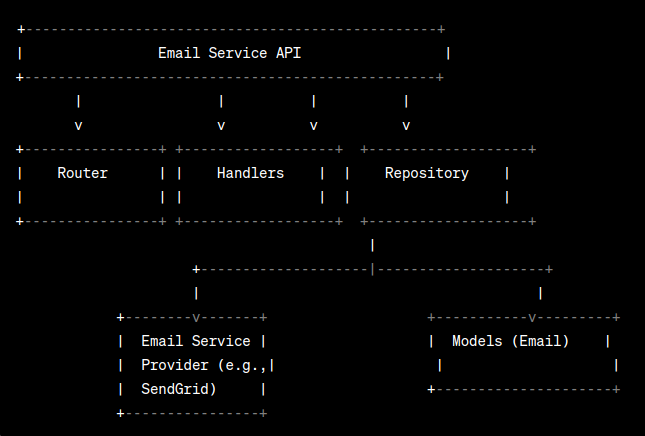 Email Service API
v v v v
Router Handlers Repository
v v
Email Service Models (Email)
Provider (e.g.,
SendGrid)